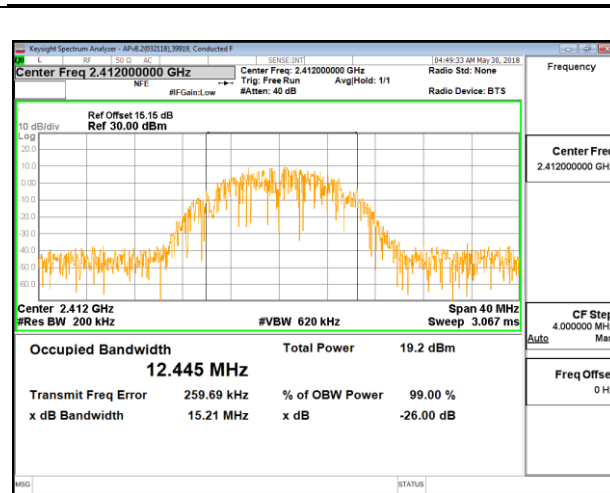 Keysight Spectrum Analyzer - APv8.2(032118),39919, Conducted F
L RF 50 Ω AC SENSE:INT 04:49:33 AM May 30, 2018
Center Freq 2.412000000 GHz
NFE
#IFGain:Low
Center Freq: 2.412000000 GHz
Trig: Free Run Avg|Hold: 1/1
#Atten: 40 dB
Radio Std: None
Radio Device: BTS
Frequency
Ref Offset 15.15 dB
10 dB/div Ref 30.00 dBm
Log
20.0
10.0
0.00
-10.0
-20.0
-30.0
-40.0
-50.0
-60.0
Center Fre
2.412000000 GH
Center 2.412 GHz Span 40 MHz
#Res BW 200 kHz #VBW 620 kHz Sweep 3.067 ms
CF Step
4.000000 MH
Auto Ma
Occupied Bandwidth Total Power 19.2 dBm
12.445 MHz
Transmit Freq Error 259.69 kHz % of OBW Power 99.00 %
x dB Bandwidth 15.21 MHz x dB -26.00 dB
Freq Offse
0 H
MSG STATUS